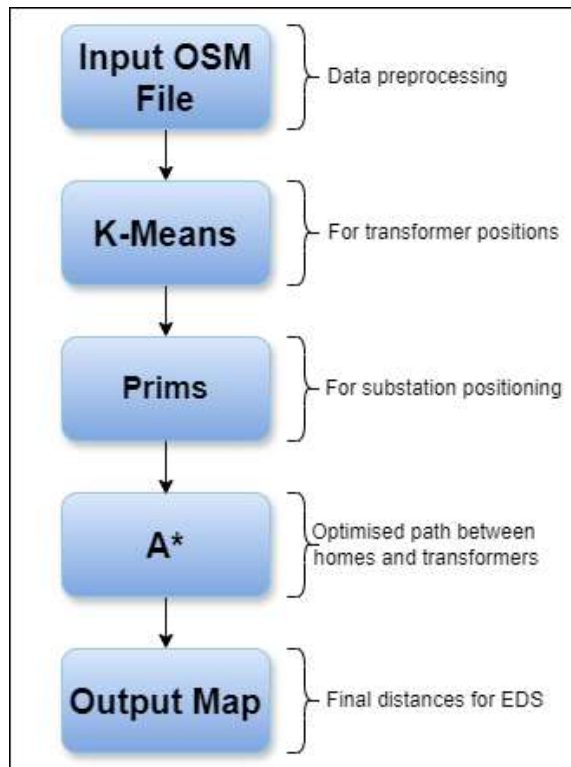 Input OSM
File
Data preprocessing
K-Means
For transformer positions
Prims
For substation positioning
A*
Optimised path between
homes and transformers
Output Map
Final distances for EDS